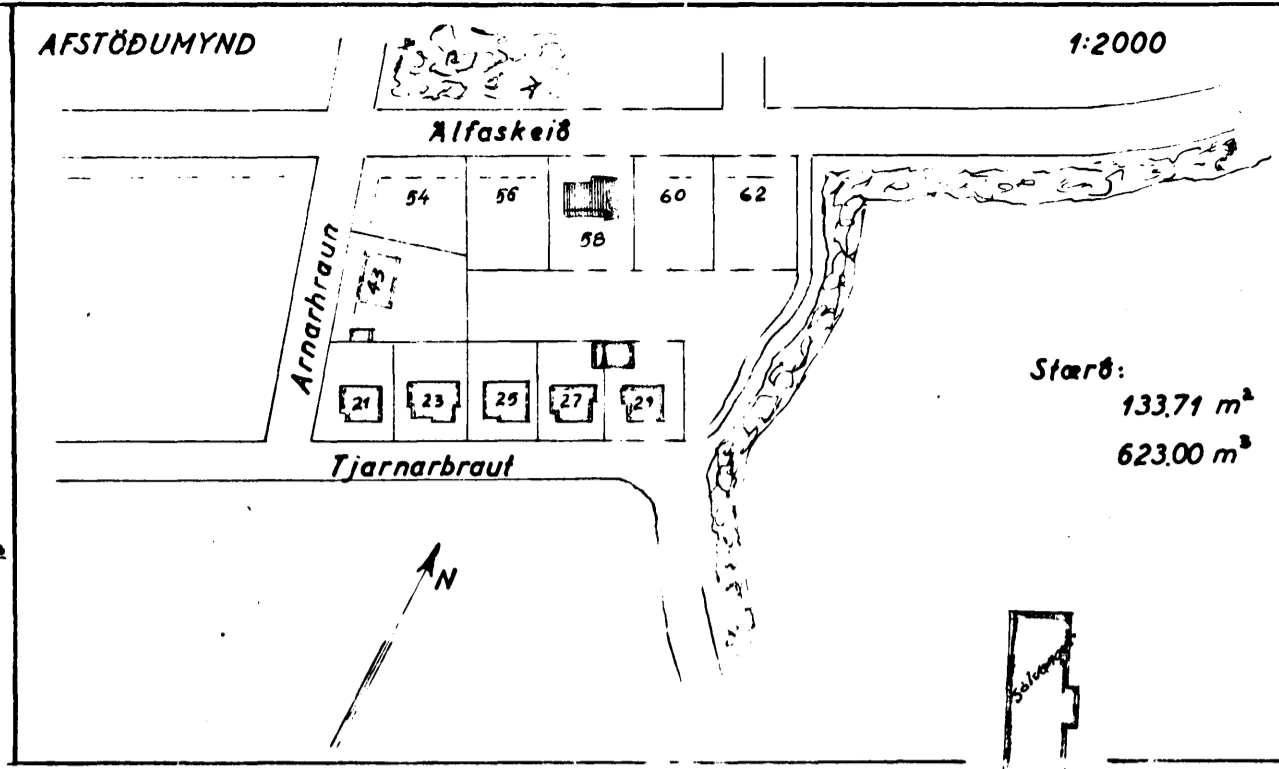 AFSTÖÐUMYND
1:2000
Álfaskeið
54
56
58
60
62
Arnarhraun
43
21
23
25
27
29
Tjarnarbraut
Stærð:
133.71 m²
623.00 m³
N
Sólvangur